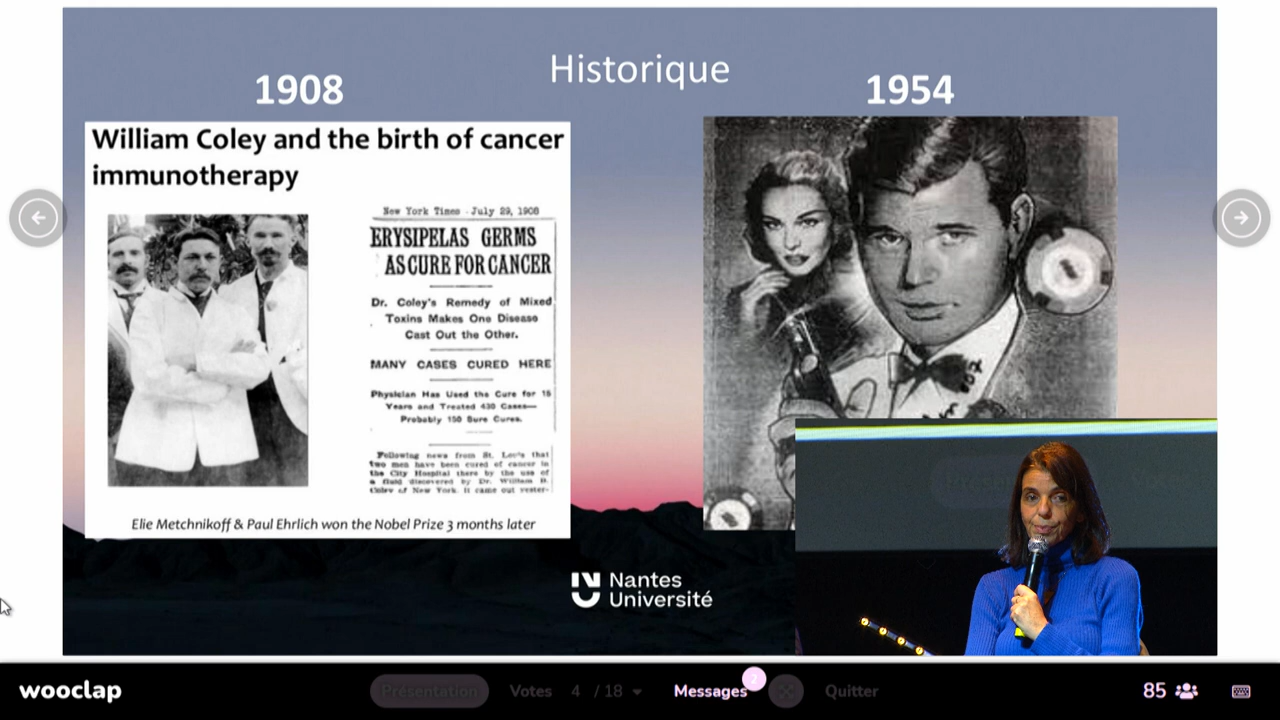 Historique
1908
1954
William Coley and the birth of cancer
immunotherapy
New York Times - July 29, 1908
ERYSIPELAS GERMS
AS CURE FOR CANCER
Dr. Coley's Remedy of Mixed
Toxins Makes One Disease
Cast Out the Other.
MANY CASES CURED HERE
Physician Has Used the Cure for 15
Years and Treated 430 Cases—
Probably 150 Sure Cures.
Following news from St. Louis that
two men have been cured of cancer in
the City Hospital there by the use of
a fluid discovered by Dr. William B.
Coley of New York, it came out yester-
Elie Metchnikoff & Paul Ehrlich won the Nobel Prize 3 months later
Nantes
Université
wooclap
Présentation
Votes
4 / 18
Messages
2
Quitter
85